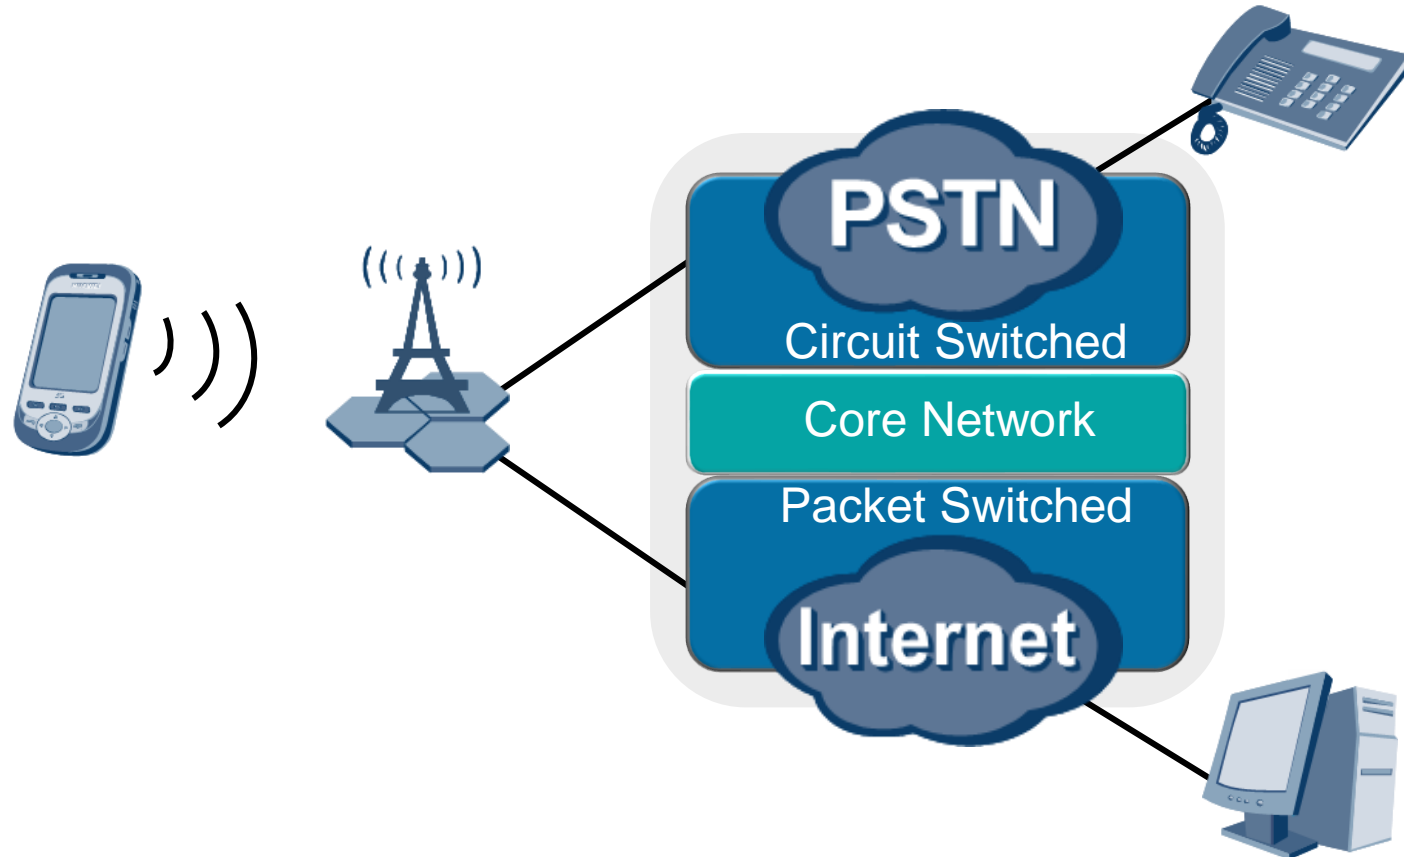 PSTN
Circuit Switched
Core Network
Packet Switched
Internet